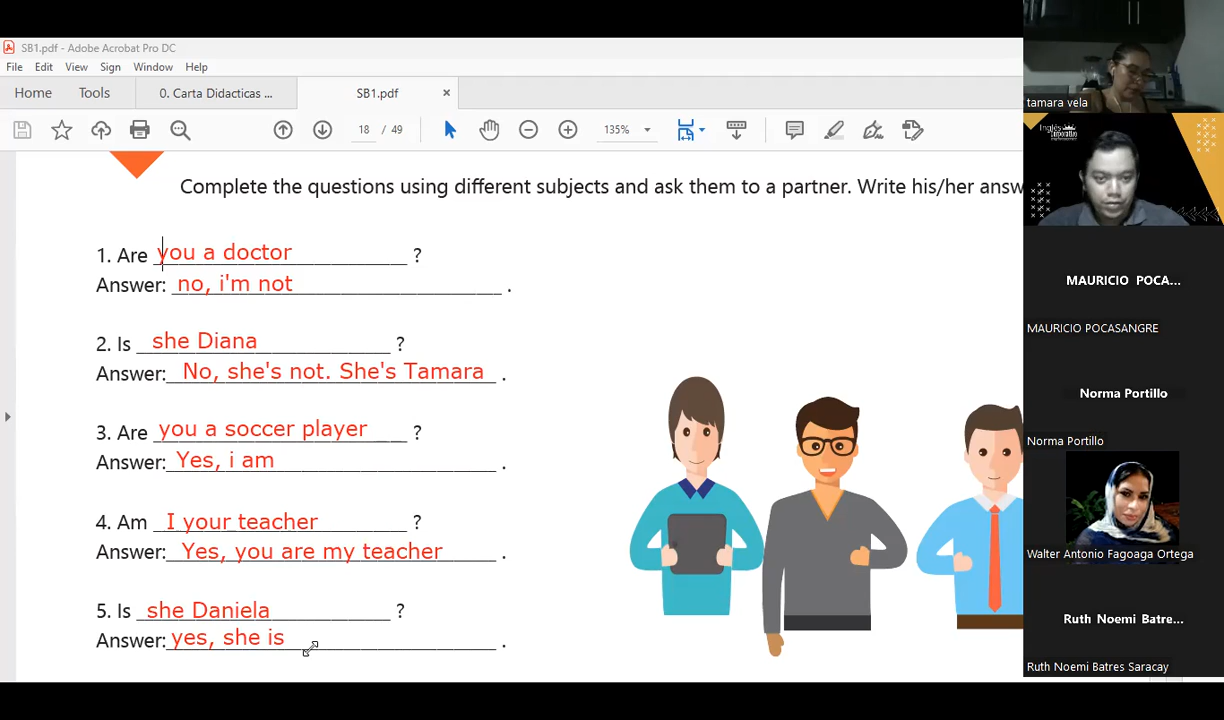 SB1.pdf - Adobe Acrobat Pro DC
File Edit View Sign Window Help
Home Tools 0. Carta Didacticas ... SB1.pdf ×
18 / 49 135%
Complete the questions using different subjects and ask them to a partner. Write his/her answ
1. Are you a doctor ?
Answer: no, i'm not .
2. Is she Diana ?
Answer: No, she's not. She's Tamara .
3. Are you a soccer player ?
Answer: Yes, i am .
4. Am I your teacher ?
Answer: Yes, you are my teacher .
5. Is she Daniela ?
Answer: yes, she is .
tamara vela
Inglés
MAURICIO POCA...
MAURICIO POCASANGRE
Norma Portillo
Norma Portillo
Walter Antonio Fagoaga Ortega
Ruth Noemi Batre...
Ruth Noemi Batres Saracay